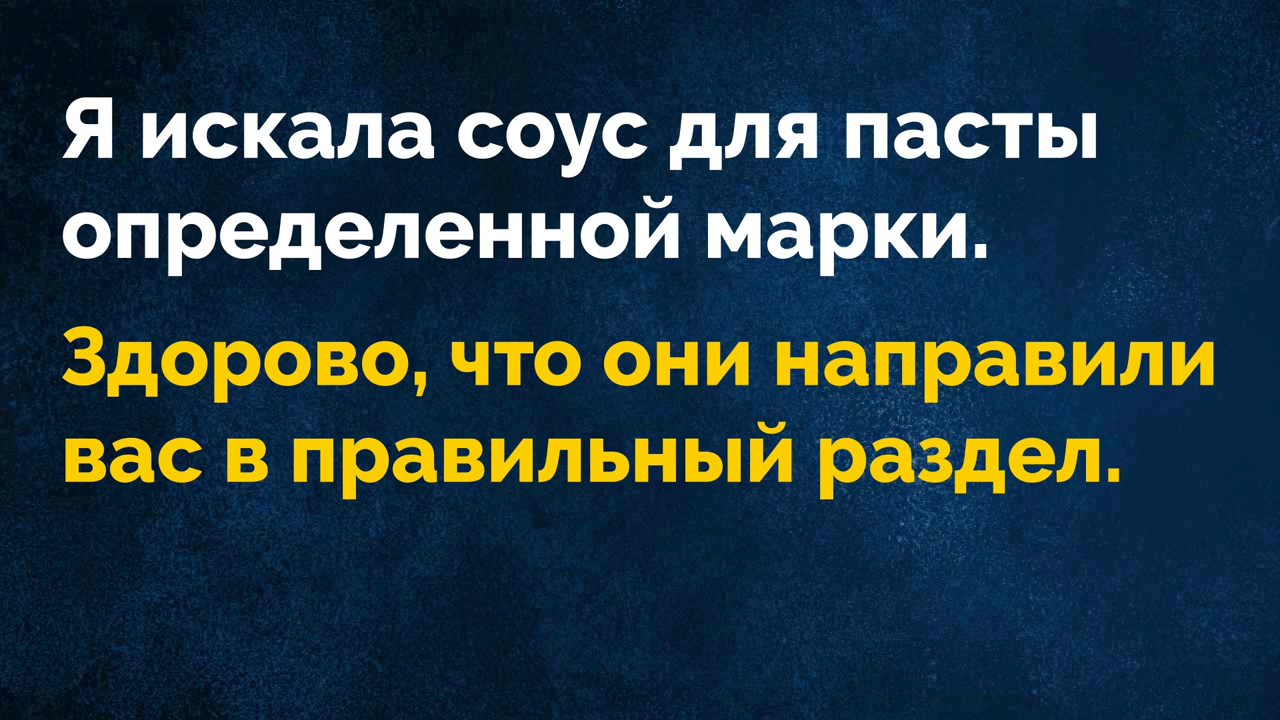 Я искала соус для пасты
определенной марки.
Здорово, что они направили
вас в правильный раздел.